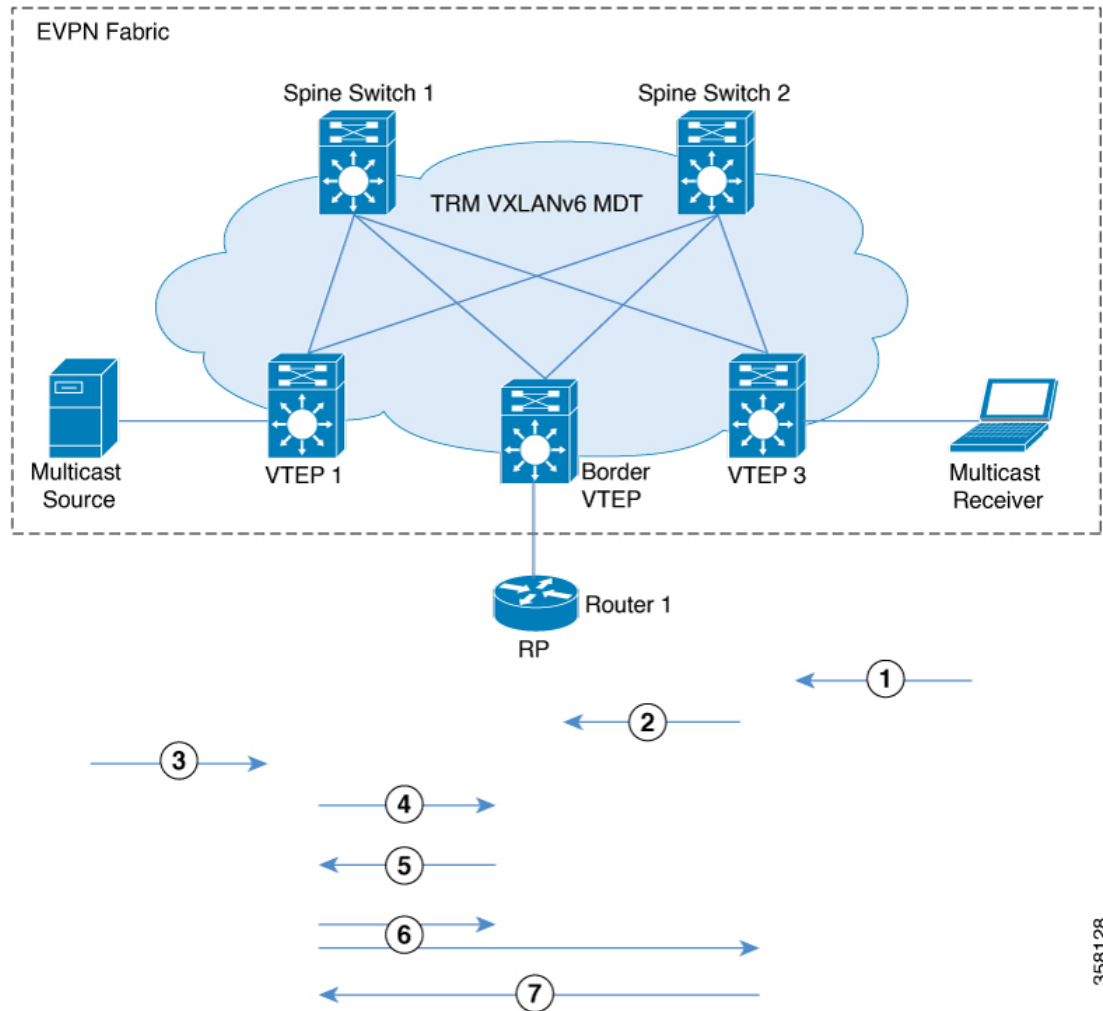 EVPN Fabric
Spine Switch 1
Spine Switch 2
TRM VXLANv6 MDT
Multicast
Source
VTEP 1
Border
VTEP
VTEP 3
Multicast
Receiver
Router 1
RP
1
2
3
4
5
6
7
358128